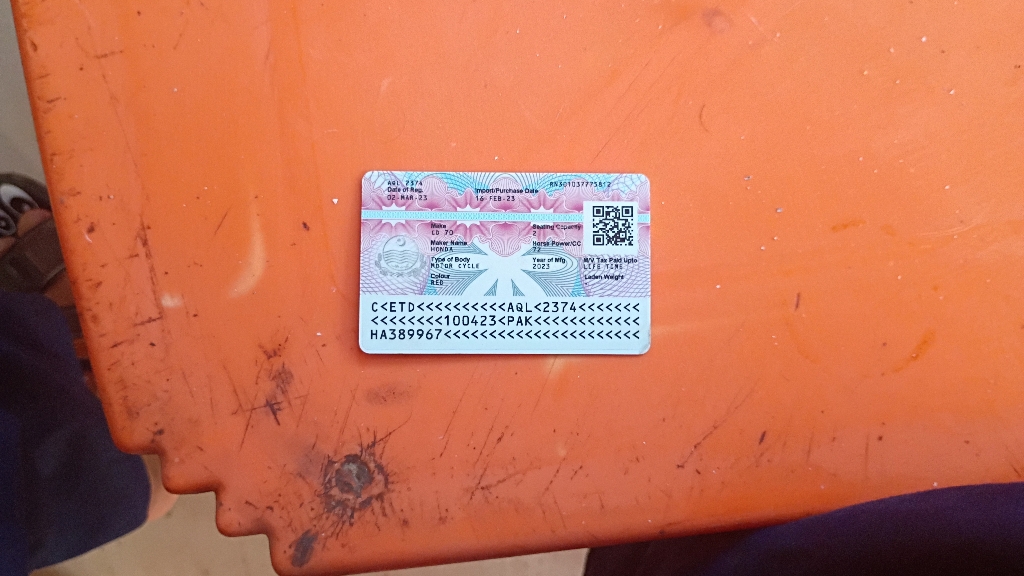 AQL 2374 RN301037775812
Date of Reg. Import/Purchase Date
02-MAR-23 16-FEB-23
Make Seating Capacity
CD 70 2
Maker Name Horse Power/CC
HONDA 72
Type of Body Year of Mfg. M/V Tax Paid Upto
MOTOR CYCLE 2023 LIFE TIME
Colour Laden Weight
RED
C<ETD<<<<<<<<<<AQL<2374<<<<<<<
<<<<<<<<100423<PAK<<<<<<<<<<<<
HA389967<<<<<<<<<<<<<<<<<<<<<<